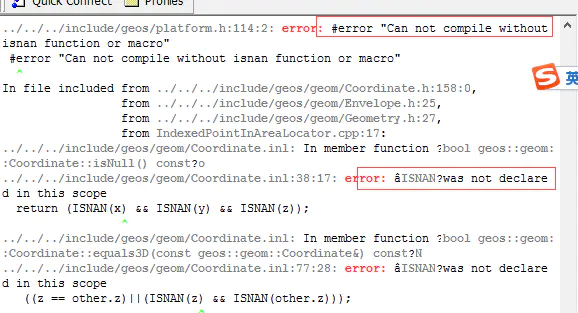 Quick Connect Profiles
../../../include/geos/platform.h:114:2: error: #error "Can not compile without
isnan function or macro"
#error "Can not compile without isnan function or macro"
^
In file included from ../../../include/geos/geom/Coordinate.h:158:0,
from ../../../include/geos/geom/Envelope.h:25,
from ../../../include/geos/geom/Geometry.h:27,
from IndexedPointInAreaLocator.cpp:17:
../../../include/geos/geom/Coordinate.inl: In member function ?bool geos::geom:
:Coordinate::isNull() const?o
../../../include/geos/geom/Coordinate.inl:38:17: error: âISNAN?was not declare
d in this scope
return (ISNAN(x) && ISNAN(y) && ISNAN(z));
^
../../../include/geos/geom/Coordinate.inl: In member function ?bool geos::geom:
:Coordinate::equals3D(const geos::geom::Coordinate&) const?N
../../../include/geos/geom/Coordinate.inl:77:28: error: âISNAN?was not declare
d in this scope
((z == other.z)||(ISNAN(z) && ISNAN(other.z)));
^
S 英